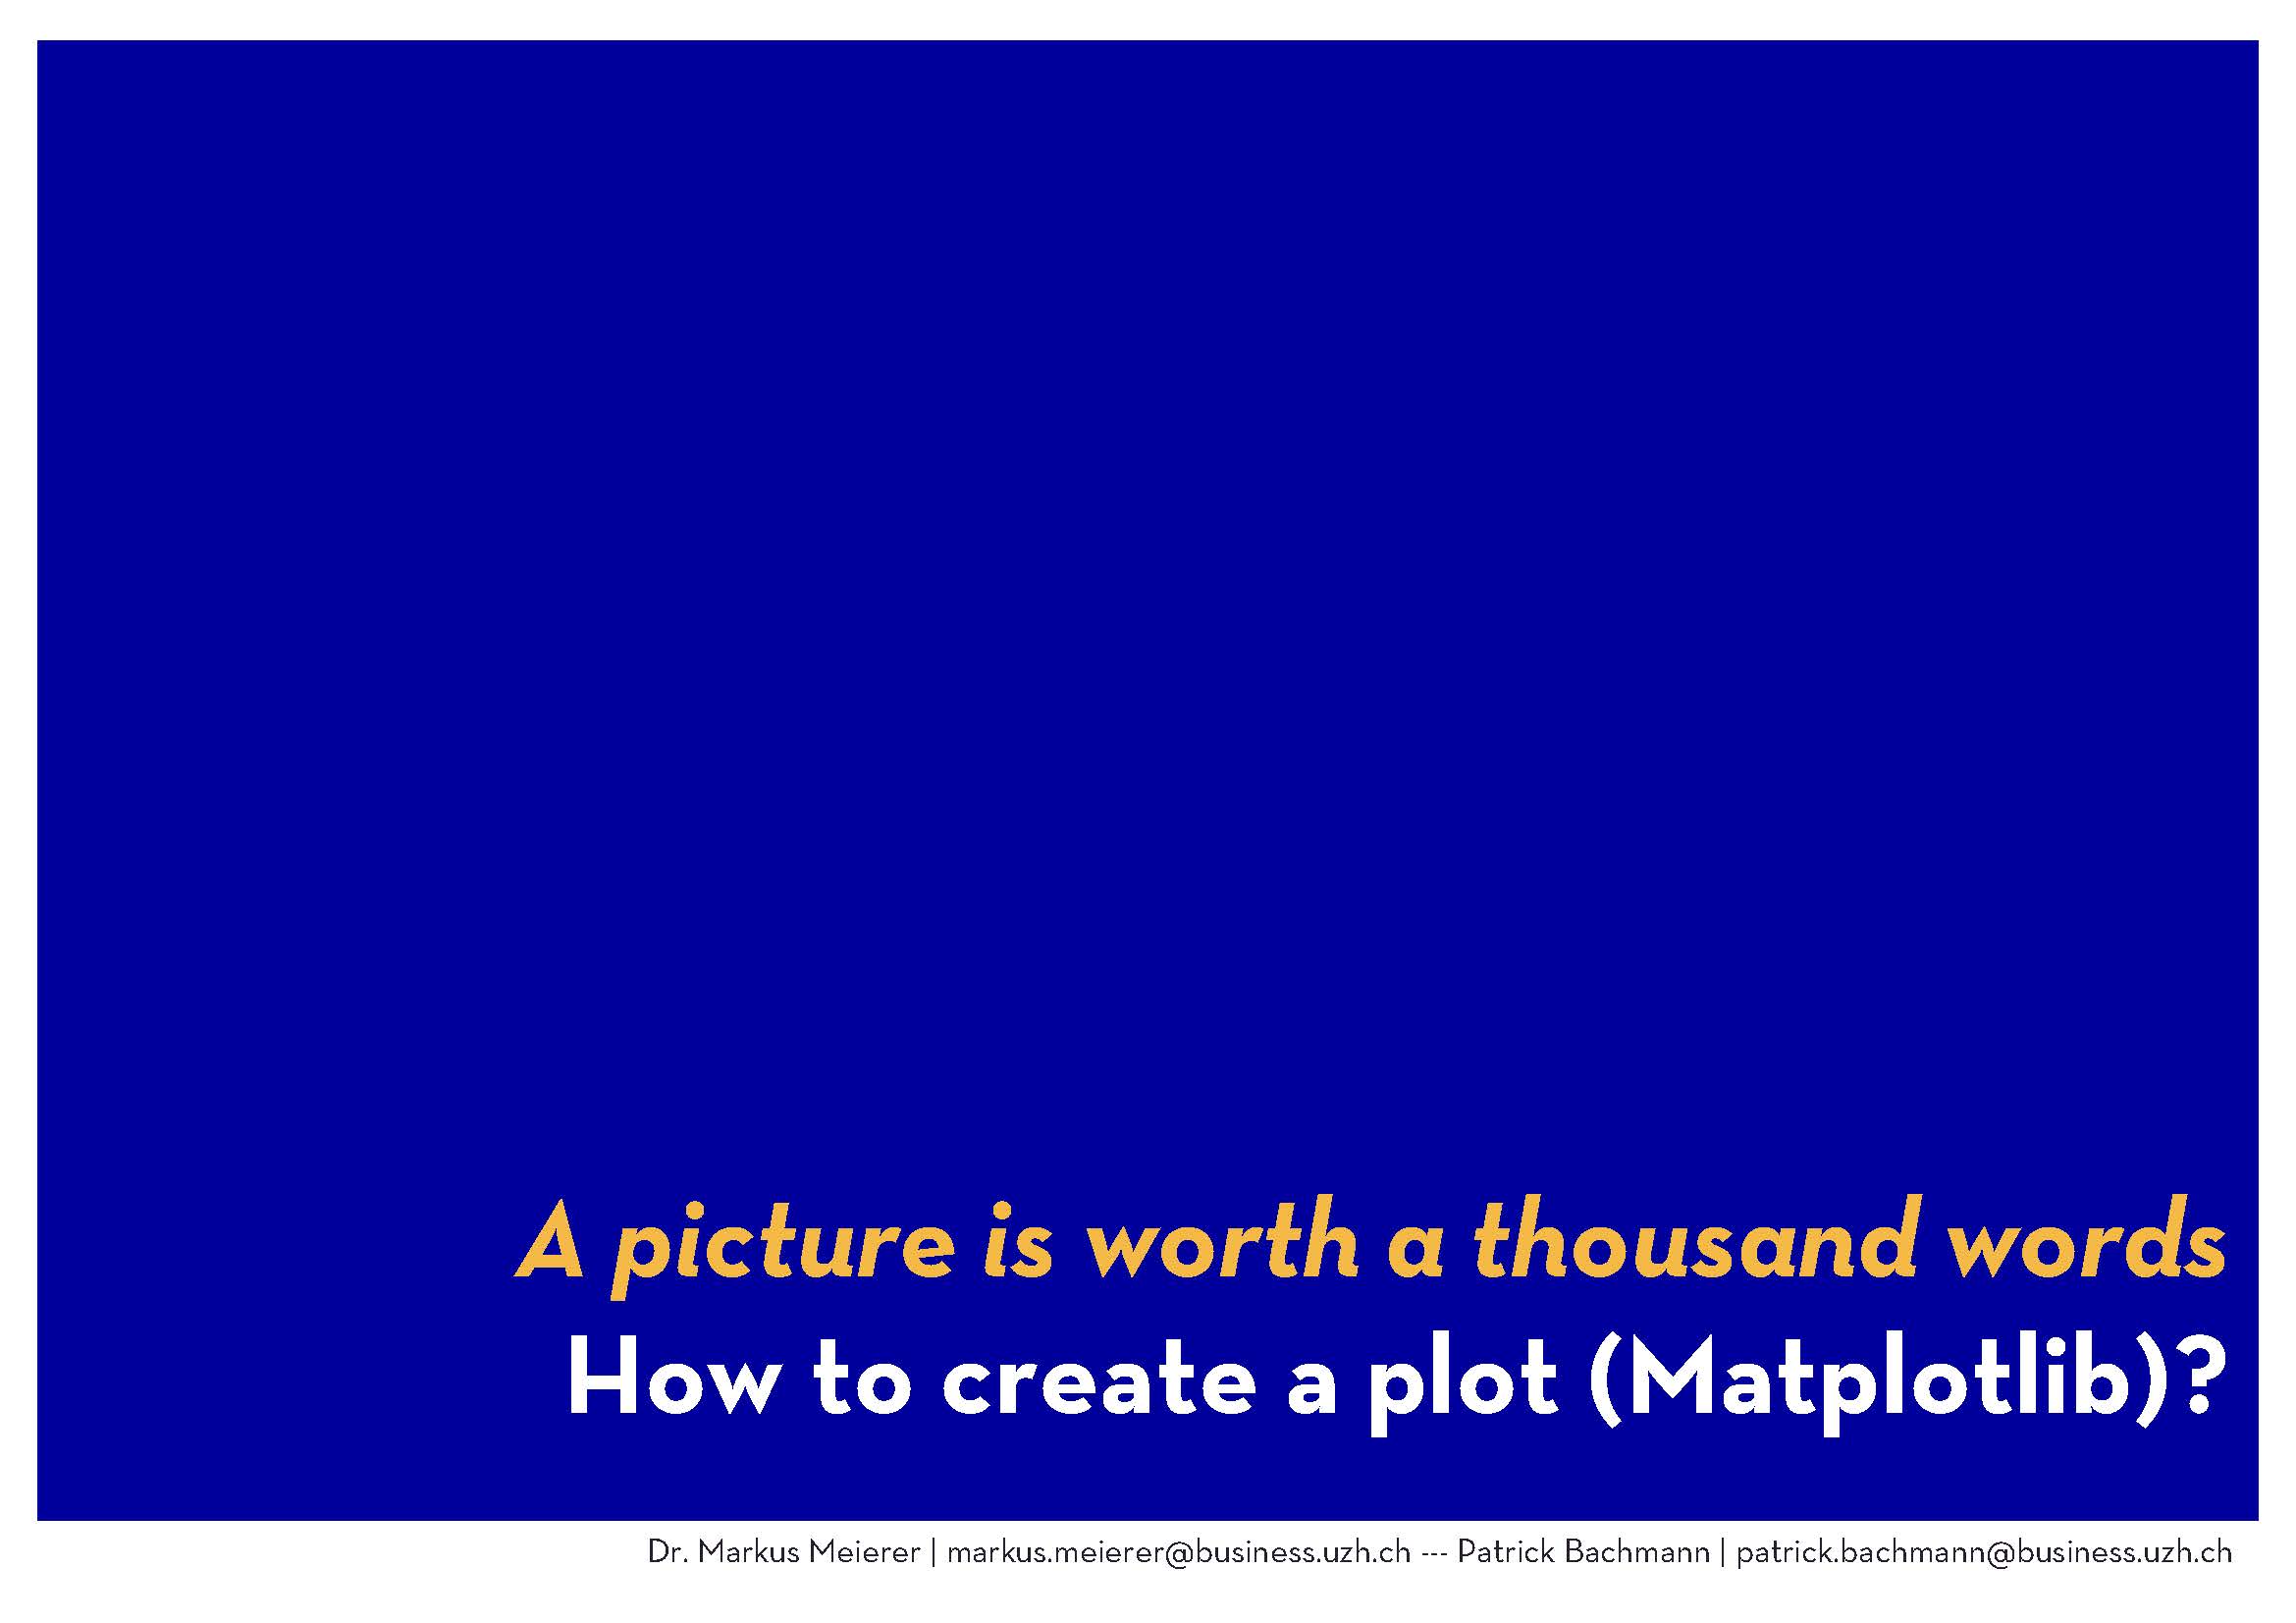 A picture is worth a thousand words
How to create a plot (Matplotlib)?
Dr. Markus Meierer | markus.meierer@business.uzh.ch --- Patrick Bachmann | patrick.bachmann@business.uzh.ch